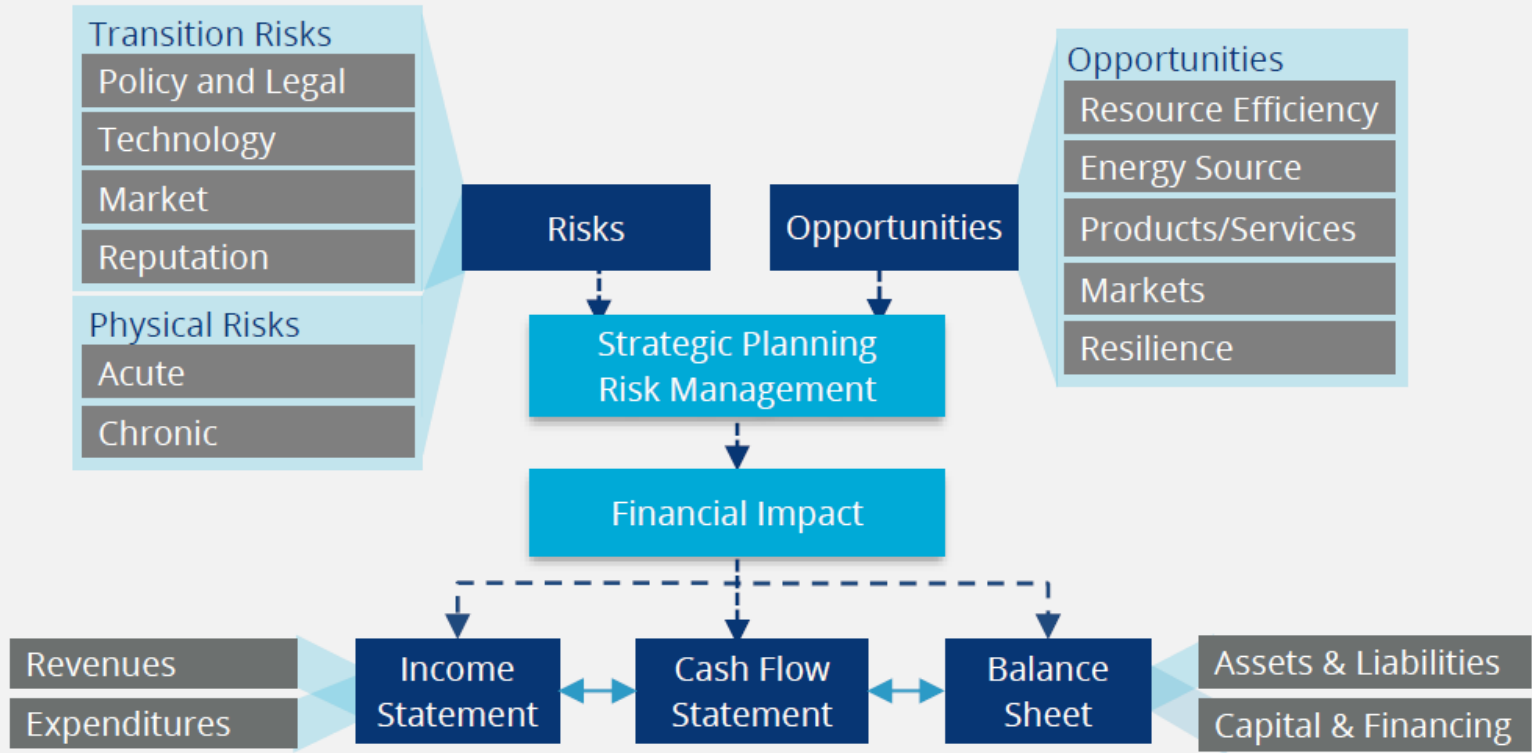 Transition Risks
Policy and Legal
Technology
Market
Reputation
Physical Risks
Acute
Chronic
Risks
Opportunities
Opportunities
Resource Efficiency
Energy Source
Products/Services
Markets
Resilience
Strategic Planning
Risk Management
Financial Impact
Revenues
Expenditures
Income
Statement
Cash Flow
Statement
Balance
Sheet
Assets & Liabilities
Capital & Financing